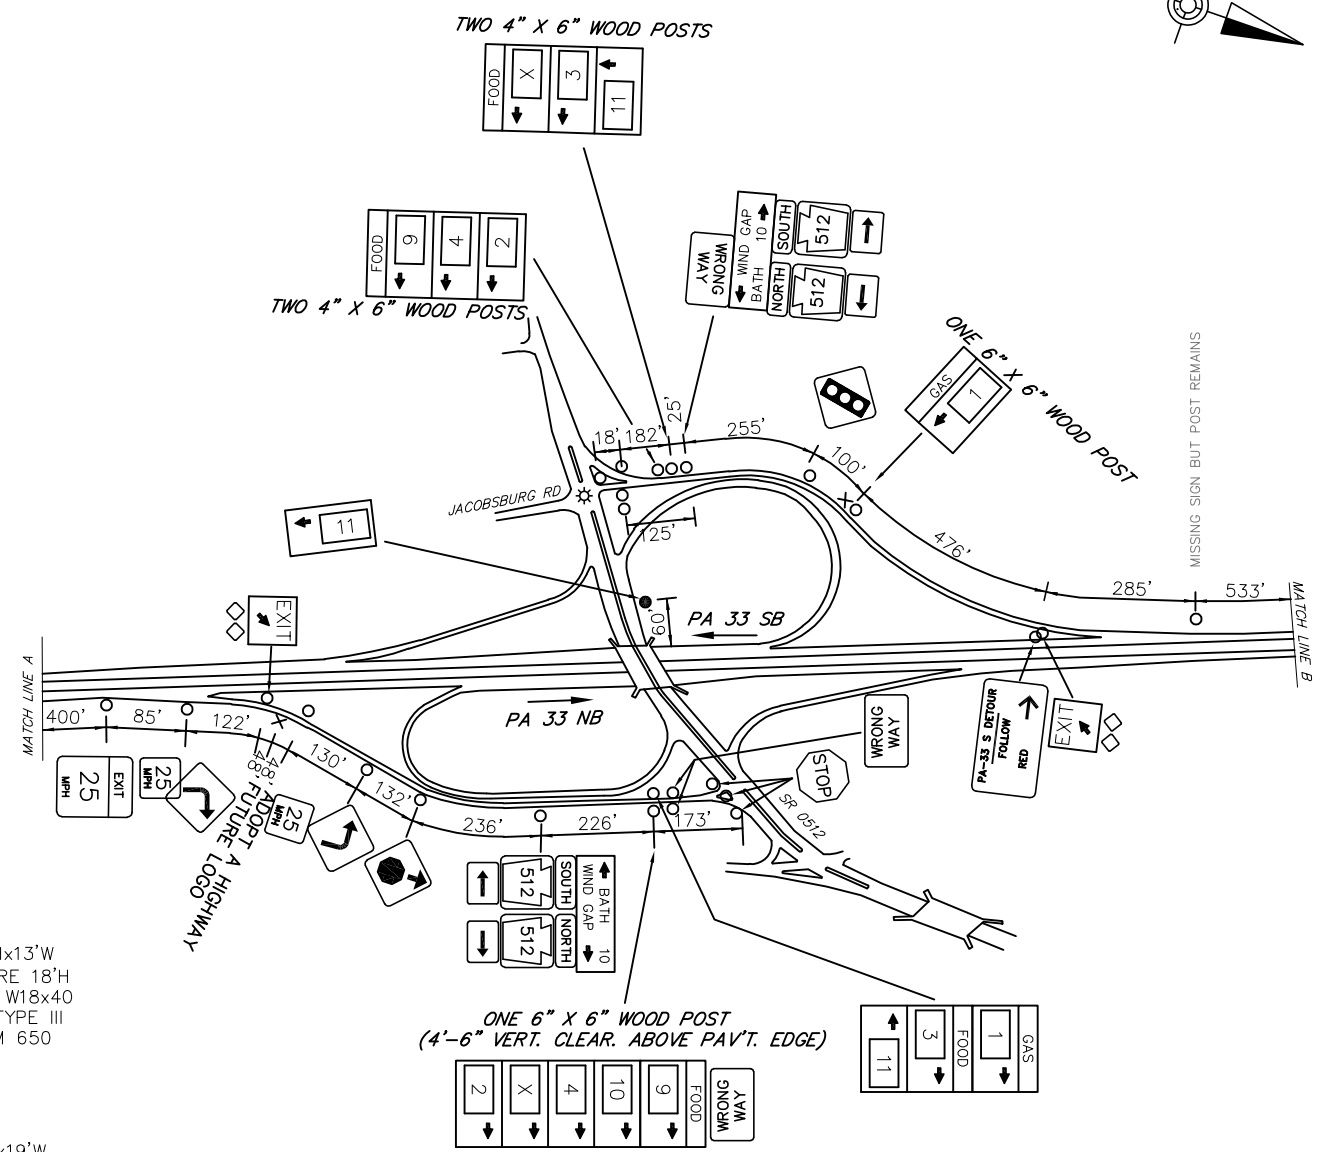 TWO 4" X 6" WOOD POSTS
FOOD
X
3
11
FOOD
9
4
2
TWO 4" X 6" WOOD POSTS
WRONG
WAY
WIND GAP
BATH 10
SOUTH
NORTH
512
512
ONE 6" X 6" WOOD POST
GAS
1
MISSING SIGN BUT POST REMAINS
18'
182'
25'
255'
100'
476'
285'
533'
JACOBSBURG RD
125'
11
60'
PA 33 SB
MATCH LINE B
EXIT
MATCH LINE A
PA 33 NB
WRONG
WAY
PA-33 S DETOUR
FOLLOW
RED
EXIT
400'
85'
122'
48'
48'
130'
132'
236'
226'
173'
STOP
SR 0512
EXIT
25
MPH
25
MPH
ADOPT A HIGHWAY
FUTURE LOGO
25
MPH
512
512
SOUTH
NORTH
BATH 10
WIND GAP
x13'W
RE 18'H
W18x40
TYPE III
650
ONE 6" X 6" WOOD POST
(4'-6" VERT. CLEAR. ABOVE PAV'T. EDGE)
2
X
4
10
9
FOOD
WRONG
WAY
11
3
FOOD
1
GAS
x19'W